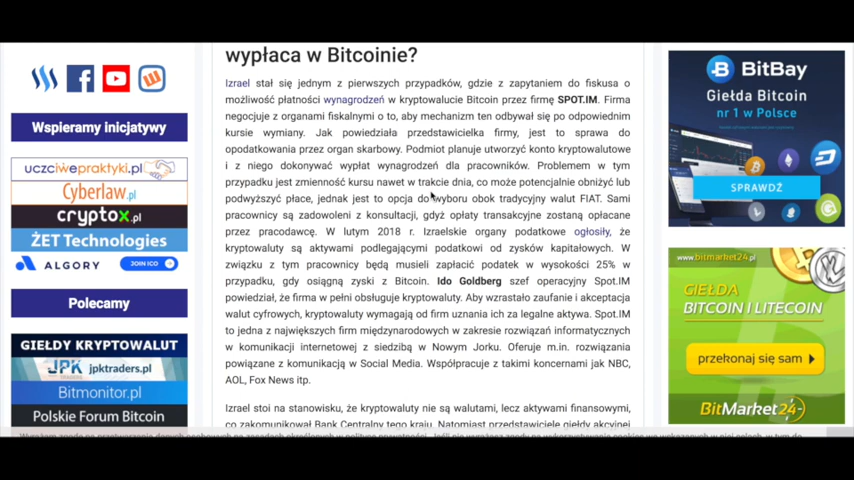 wypłaca w Bitcoinie?
Izrael stał się jednym z pierwszych przypadków, gdzie z zapytaniem do fiskusa o
możliwość płatności wynagrodzeń w kryptowalucie Bitcoin przez firmę SPOT.IM. Firma
negocjuje z organami fiskalnymi o to, aby mechanizm ten odbywał się po odpowiednim
kursie wymiany. Jak powiedziała przedstawicielka firmy, jest to sprawa do
opodatkowania przez organ skarbowy. Podmiot planuje utworzyć konto kryptowalutowe
i z niego dokonywać wypłat wynagrodzeń dla pracowników. Problemem w tym
przypadku jest zmienność kursu nawet w trakcie dnia, co może potencjalnie obniżyć lub
podwyższyć płace, jednak jest to opcja do wyboru obok tradycyjny walut FIAT. Sami
pracownicy są zadowoleni z konsultacji, gdyż opłaty transakcyjne zostaną opłacane
przez pracodawcę. W lutym 2018 r. Izraelskie organy podatkowe ogłosiły, że
kryptowaluty są aktywami podlegającymi podatkowi od zysków kapitałowych. W
związku z tym pracownicy będą musieli zapłacić podatek w wysokości 25% w
przypadku, gdy osiągną zyski z Bitcoin. Ido Goldberg szef operacyjny Spot.IM
powiedział, że firma w pełni obsługuje kryptowaluty. Aby wzrastało zaufanie i akceptacja
walut cyfrowych, kryptowaluty wymagają od firm uznania ich za legalne aktywa. Spot.IM
to jedna z największych firm międzynarodowych w zakresie rozwiązań informatycznych
w komunikacji internetowej z siedzibą w Nowym Jorku. Oferuje m.in. rozwiązania
powiązane z komunikacją w Social Media. Współpracuje z takimi koncernami jak NBC,
AOL, Fox News itp.
Izrael stoi na stanowisku, że kryptowaluty nie są walutami, lecz aktywami finansowymi,
co zakomunikował Bank Centralny tego kraju. Natomiast przedstawiciele giełdy akcyjnej
Wspieramy inicjatywy
uczciwepraktyki.pl
Cyberlaw.pl
cryptox.pl
ŻET Technologies
ALGORY JOIN ICO
Polecamy
GIEŁDY KRYPTOWALUT
JPK jpktraders.pl
Bitmonitor.pl
Polskie Forum Bitcoin
BitBay
Giełda Bitcoin
nr 1 w Polsce
SPRAWDŹ
www.bitmarket24.pl
GIEŁDA
BITCOIN I LITECOIN
przekonaj się sam
BitMarket24